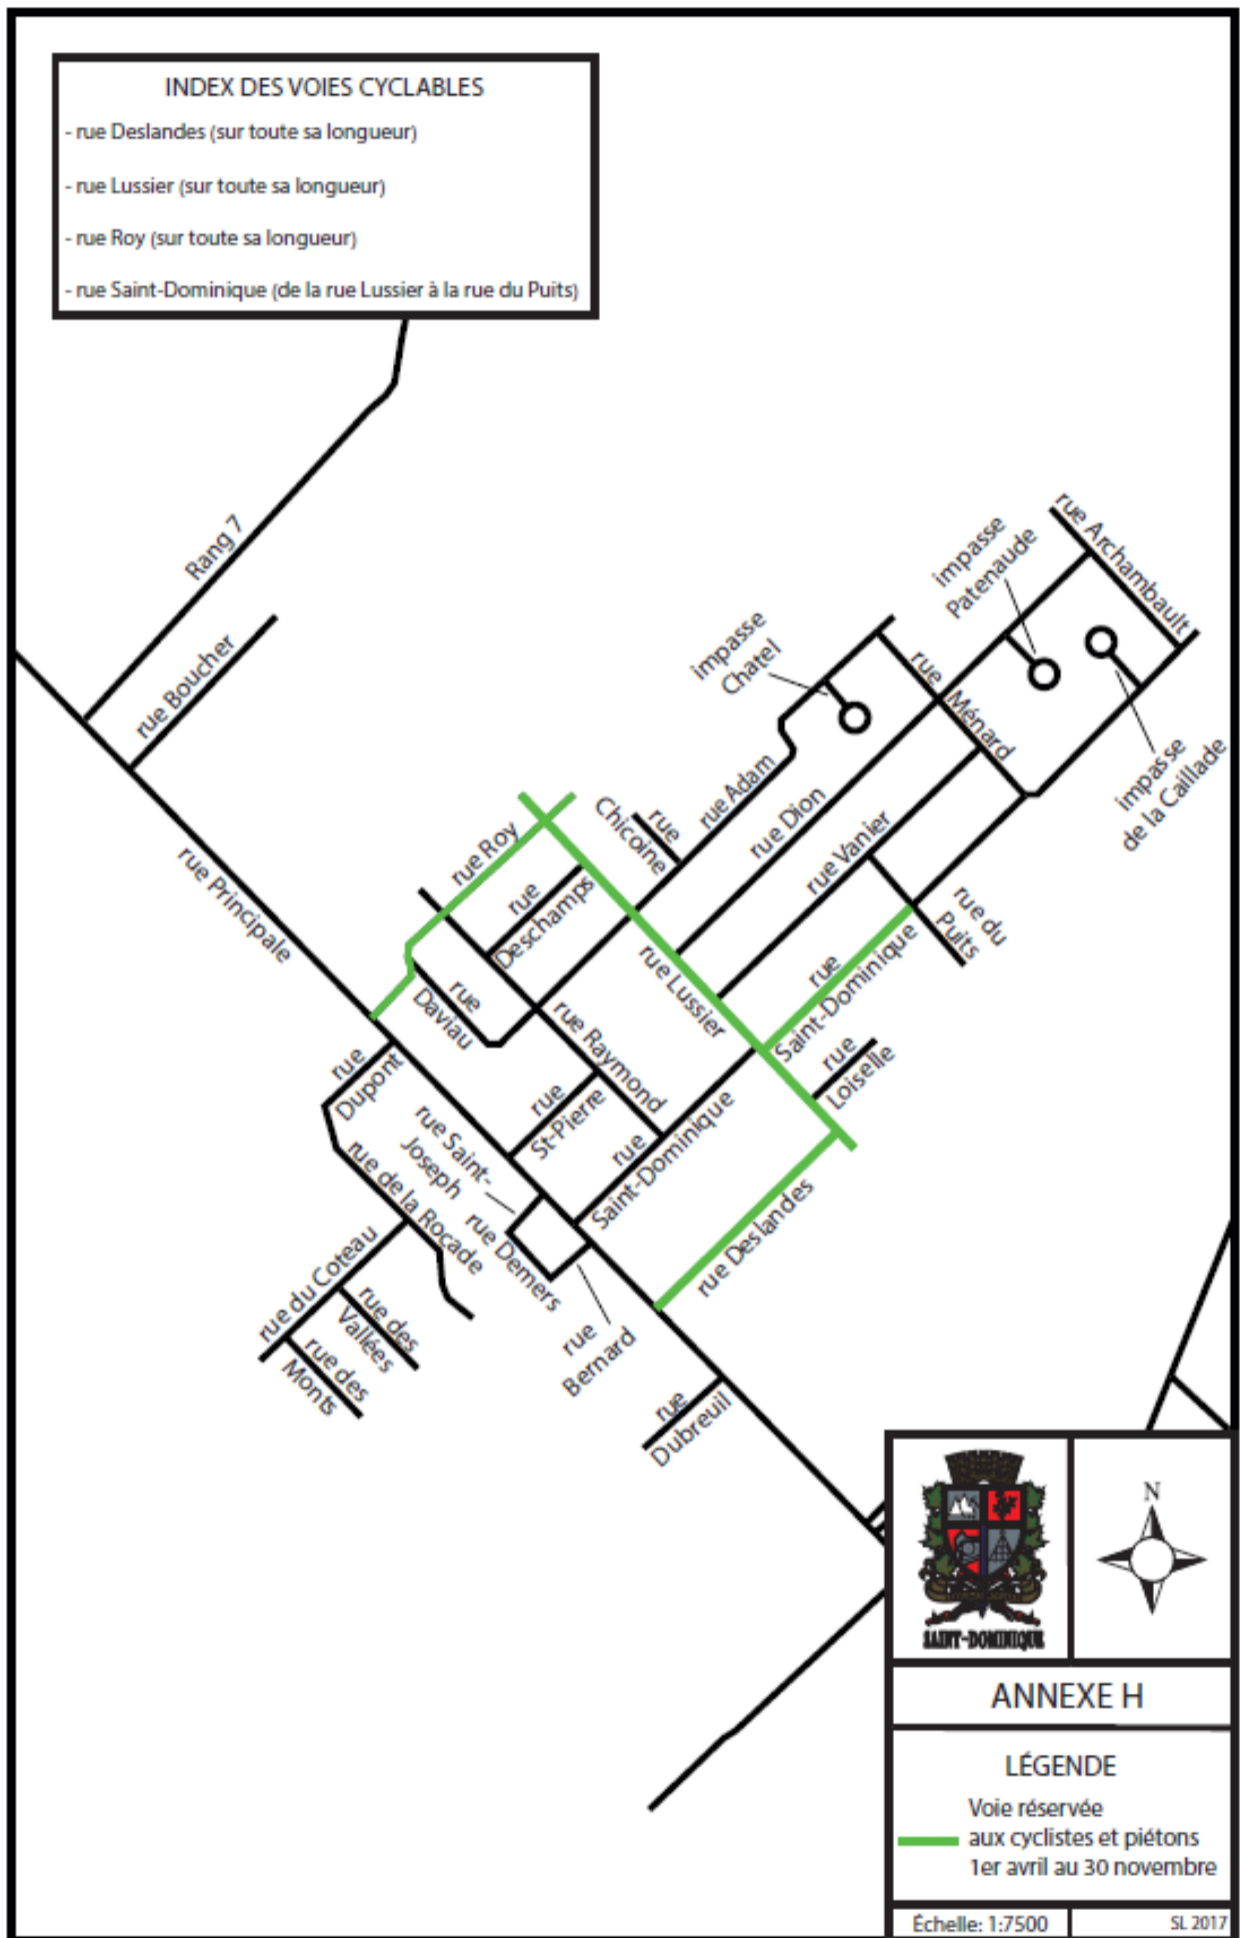 INDEX DES VOIES CYCLABLES
- rue Deslandes (sur toute sa longueur)
- rue Lussier (sur toute sa longueur)
- rue Roy (sur toute sa longueur)
- rue Saint-Dominique (de la rue Lussier à la rue du Puits)
Rang 7
rue Boucher
rue Principale
rue Archambault
impasse
Patenaude
impasse
Chatel
rue
Ménard
impasse
de la Caillade
rue Adam
rue
Chicoine
rue Dion
rue Vanier
rue Roy
rue
Deschamps
rue du
Puits
rue Lussier
rue
Saint-Dominique
rue
Daviau
rue Raymond
rue
Loiselle
rue
Dupont
rue
St-Pierre
rue Saint-
Joseph
rue
Saint-Dominique
rue de la Rocade
rue Demers
rue Deslandes
rue du Coteau
rue des
Vallées
rue des
Monts
rue
Bernard
rue
Dubreuil
SAINT-DOMINIQUE
N
ANNEXE H
LÉGENDE
Voie réservée
aux cyclistes et piétons
1er avril au 30 novembre
Échelle: 1:7500
SL 2017